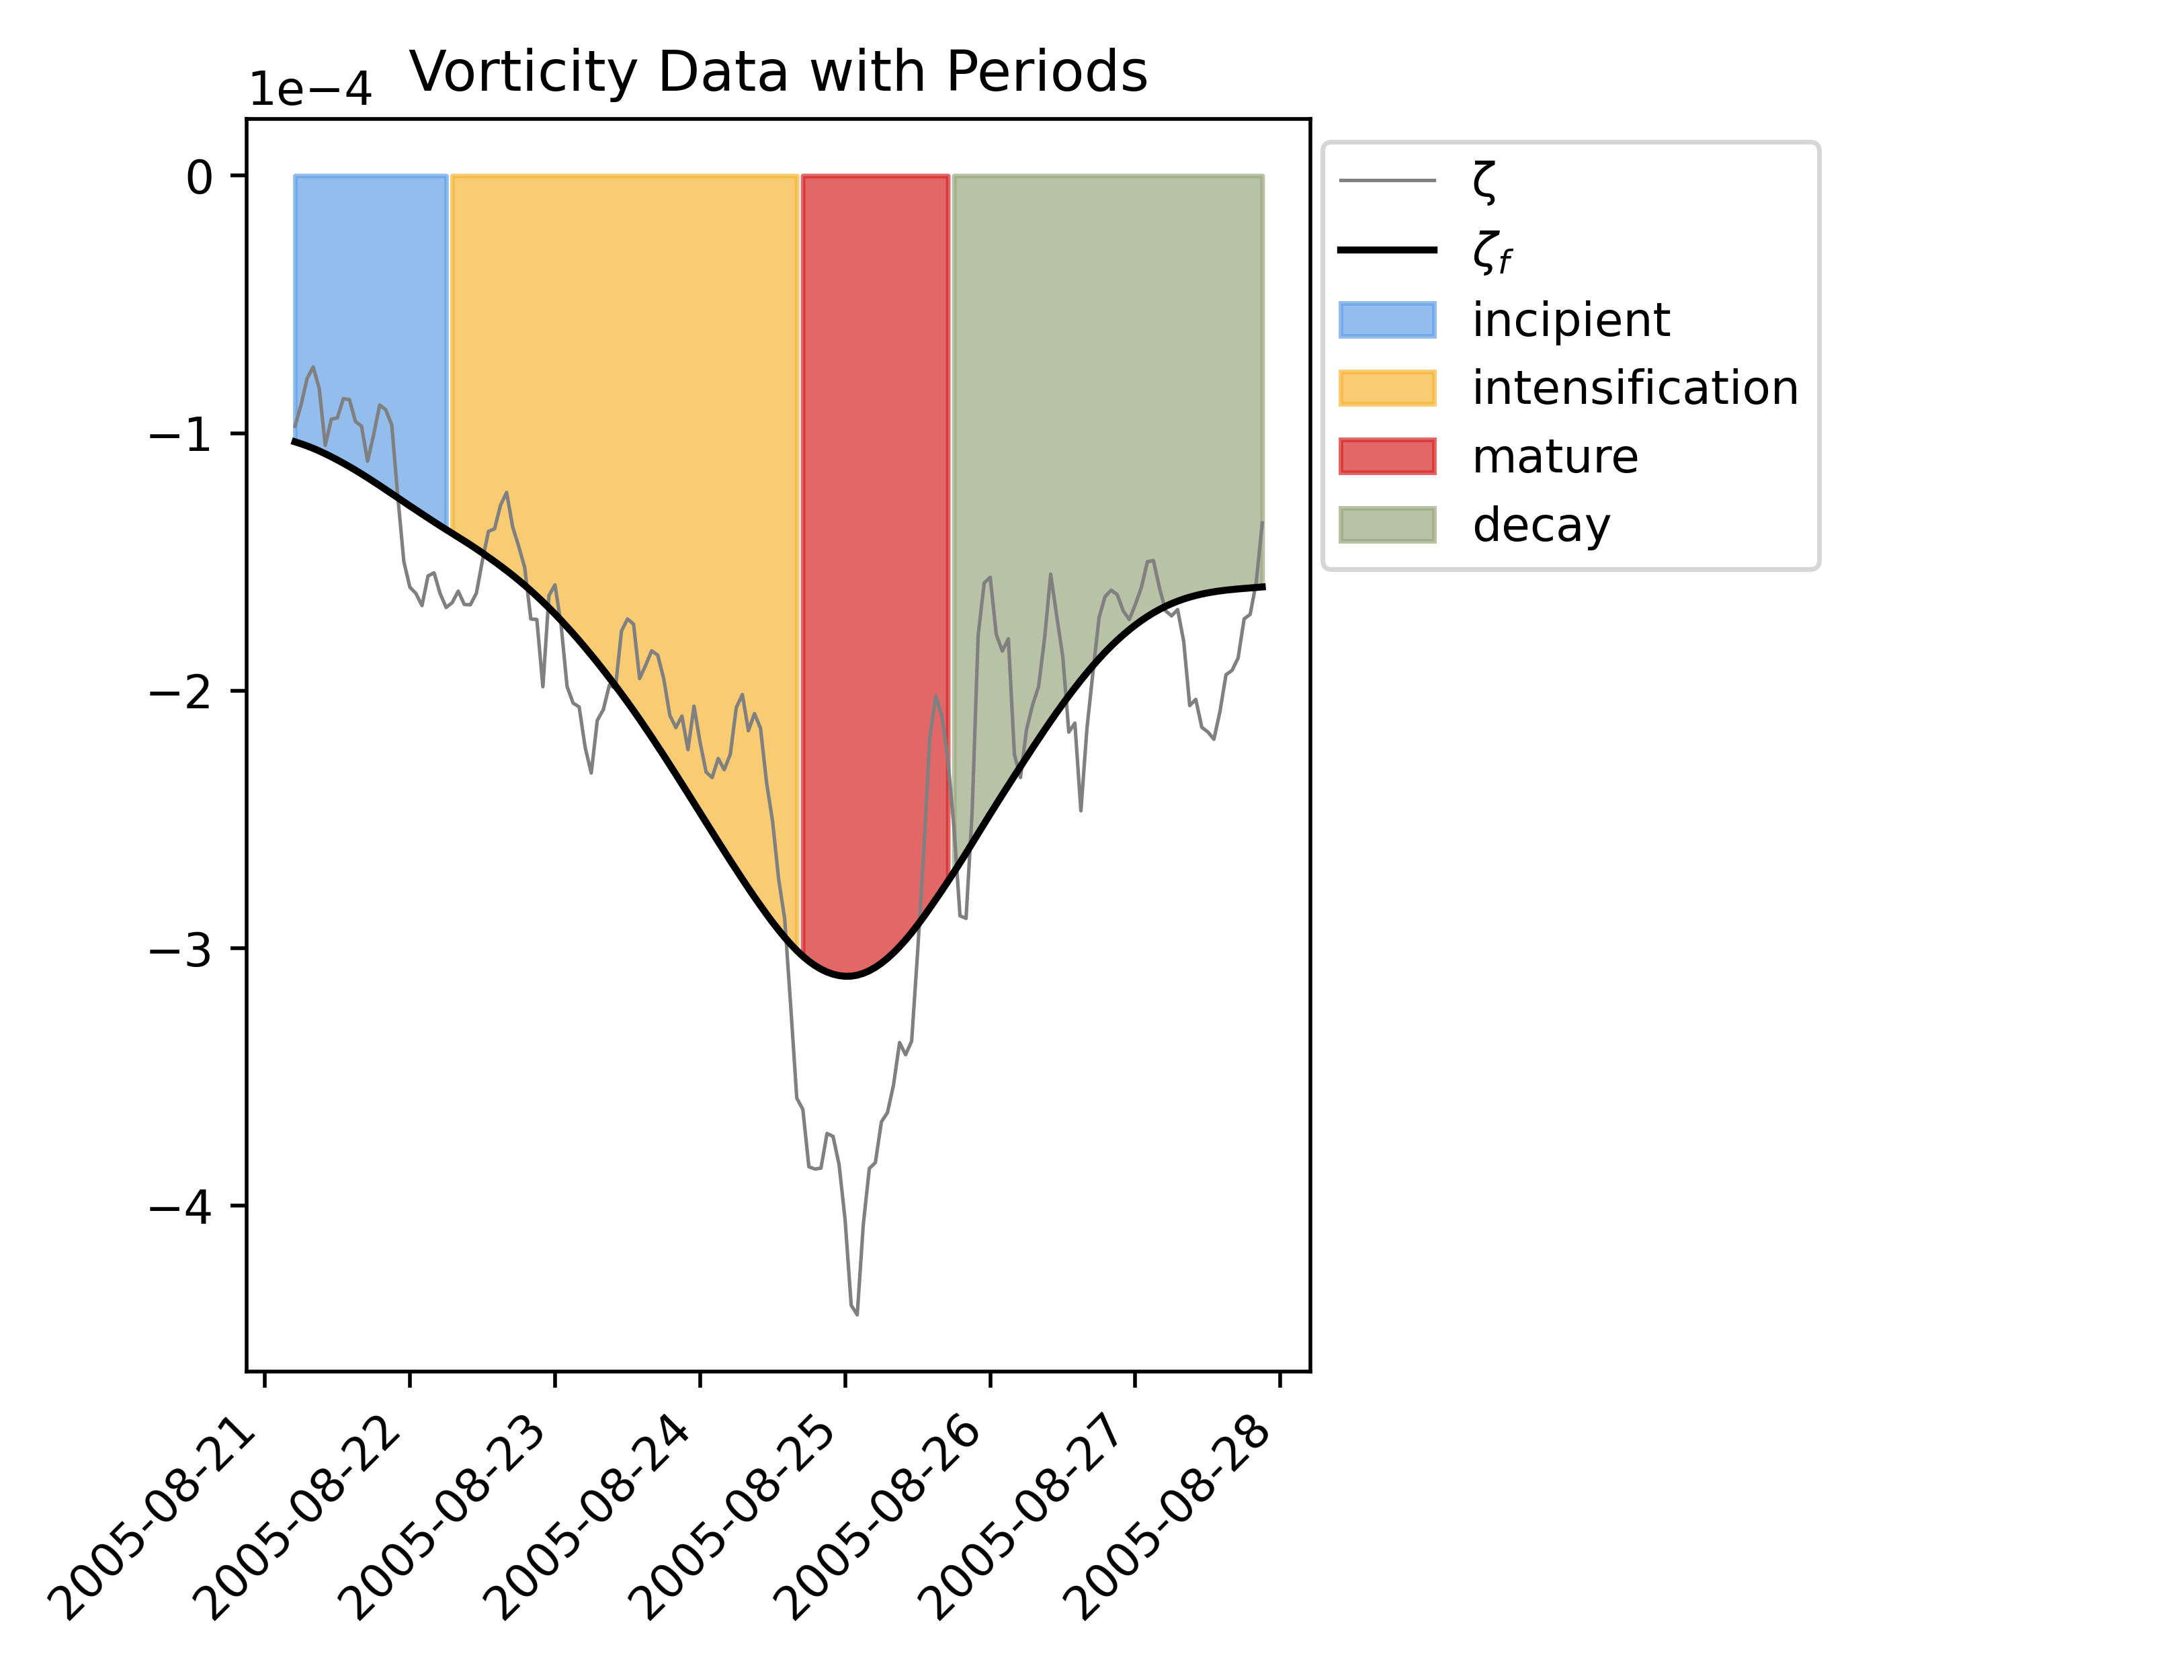 Vorticity Data with Periods
1e−4
0
−1
−2
−3
−4
2005-08-21
2005-08-22
2005-08-23
2005-08-24
2005-08-25
2005-08-26
2005-08-27
2005-08-28
ζ
ζf
incipient
intensification
mature
decay